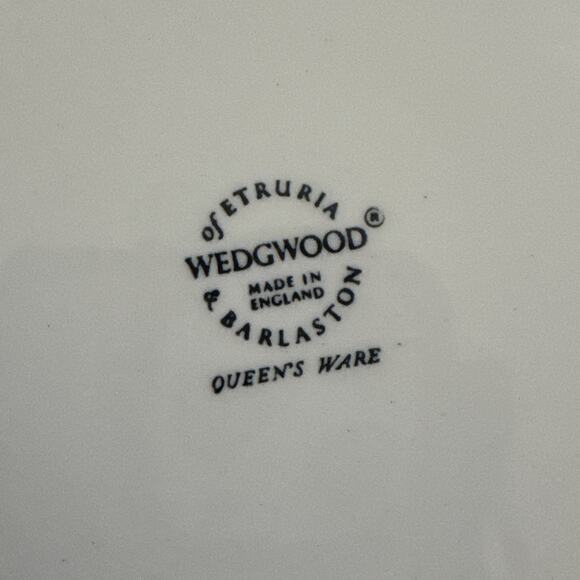 of ETRURIA
WEDGWOOD®
MADE IN
ENGLAND
& BARLASTON
QUEEN'S WARE